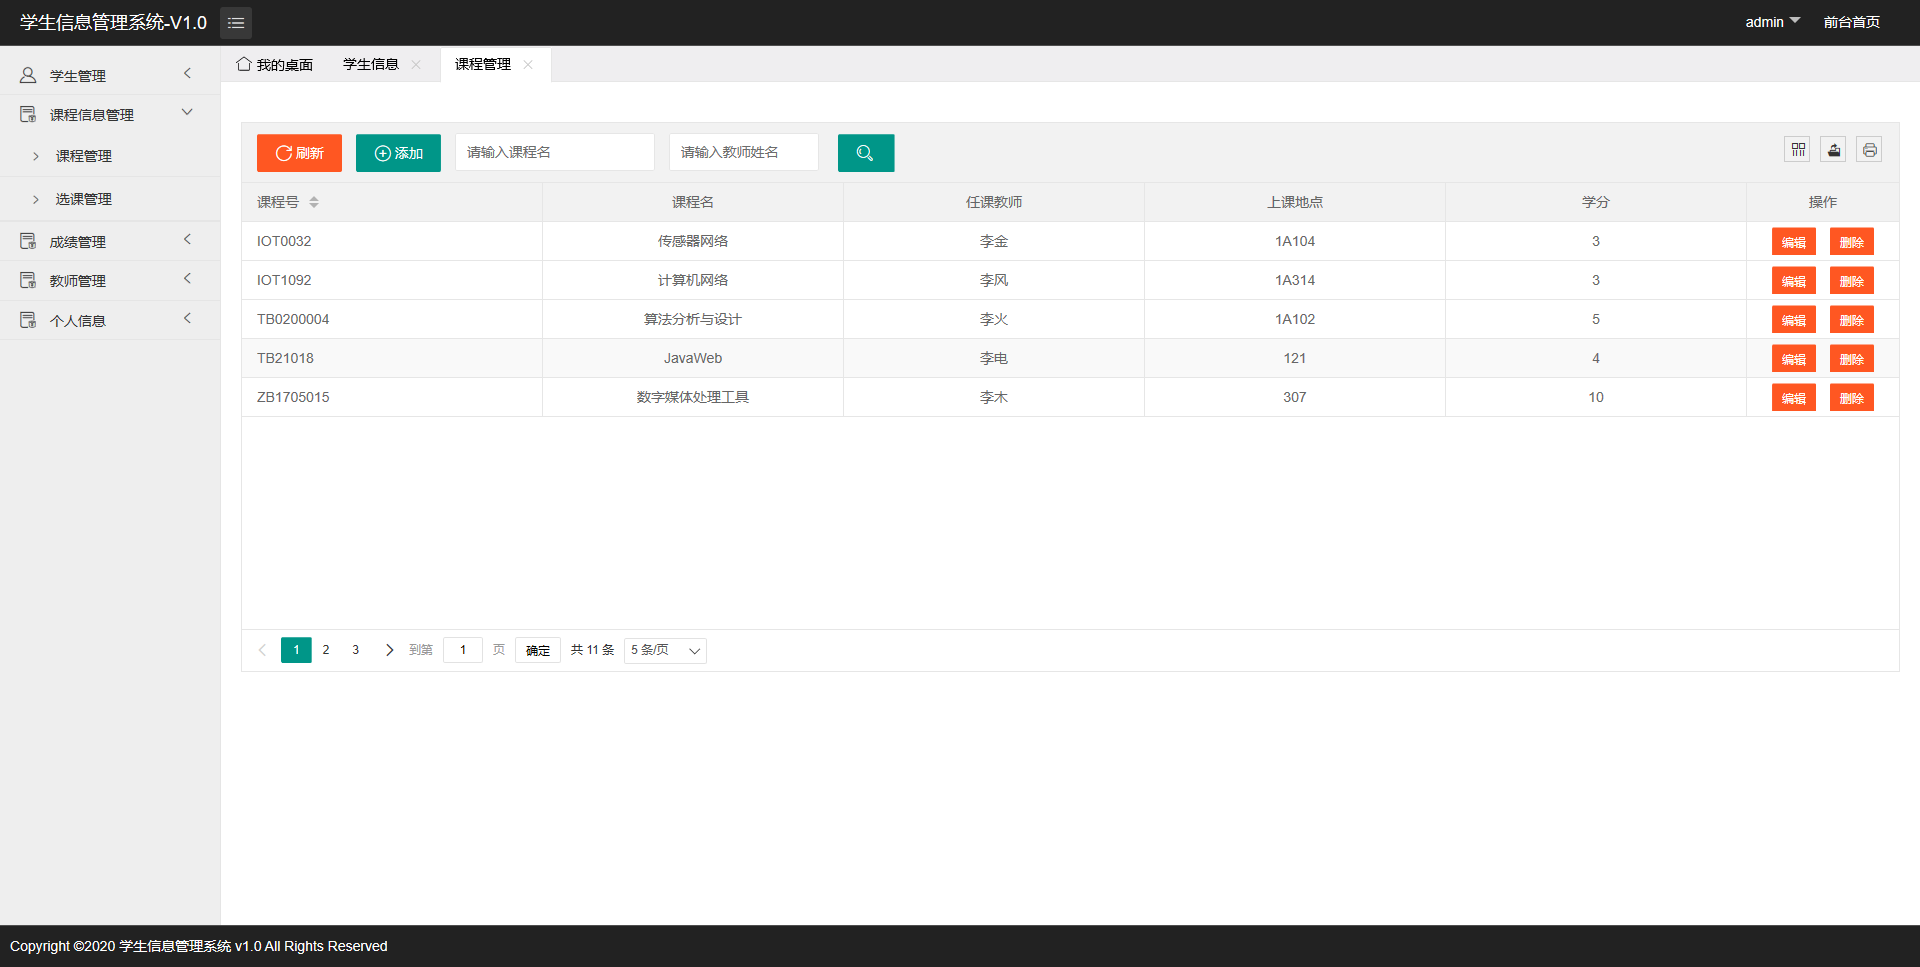 学生信息管理系统-V1.0
admin 前台首页
学生管理
课程信息管理
课程管理
选课管理
成绩管理
教师管理
个人信息
我的桌面 学生信息 课程管理
刷新 添加 请输入课程名 请输入教师姓名
课程号 课程名 任课教师 上课地点 学分 操作
IOT0032 传感器网络 李金 1A104 3 编辑 删除
IOT1092 计算机网络 李风 1A314 3 编辑 删除
TB0200004 算法分析与设计 李火 1A102 5 编辑 删除
TB21018 JavaWeb 李电 121 4 编辑 删除
ZB1705015 数字媒体处理工具 李木 307 10 编辑 删除
1 2 3 到第 1 页 确定 共 11 条 5 条/页
Copyright ©2020 学生信息管理系统 v1.0 All Rights Reserved